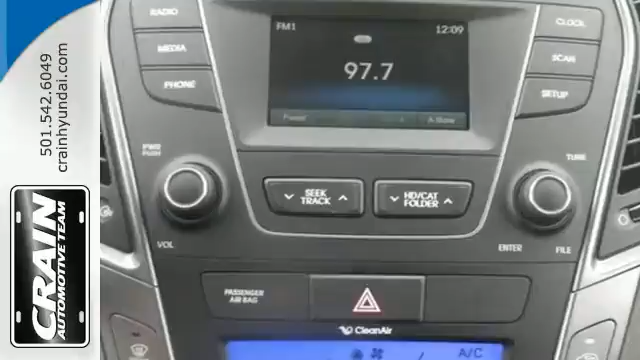 501.542.6049
crainhyundai.com
CRAIN
AUTOMOTIVE TEAM
RADIO
MEDIA
PHONE
FM1
12:09
97.7
A.Store
CLOCK
SCAN
SETUP
PWR
PUSH
VOL
SEEK
TRACK
HD/CAT
FOLDER
TUNE
ENTER
FILE
PASSENGER
AIR BAG
CleanAir
A/C